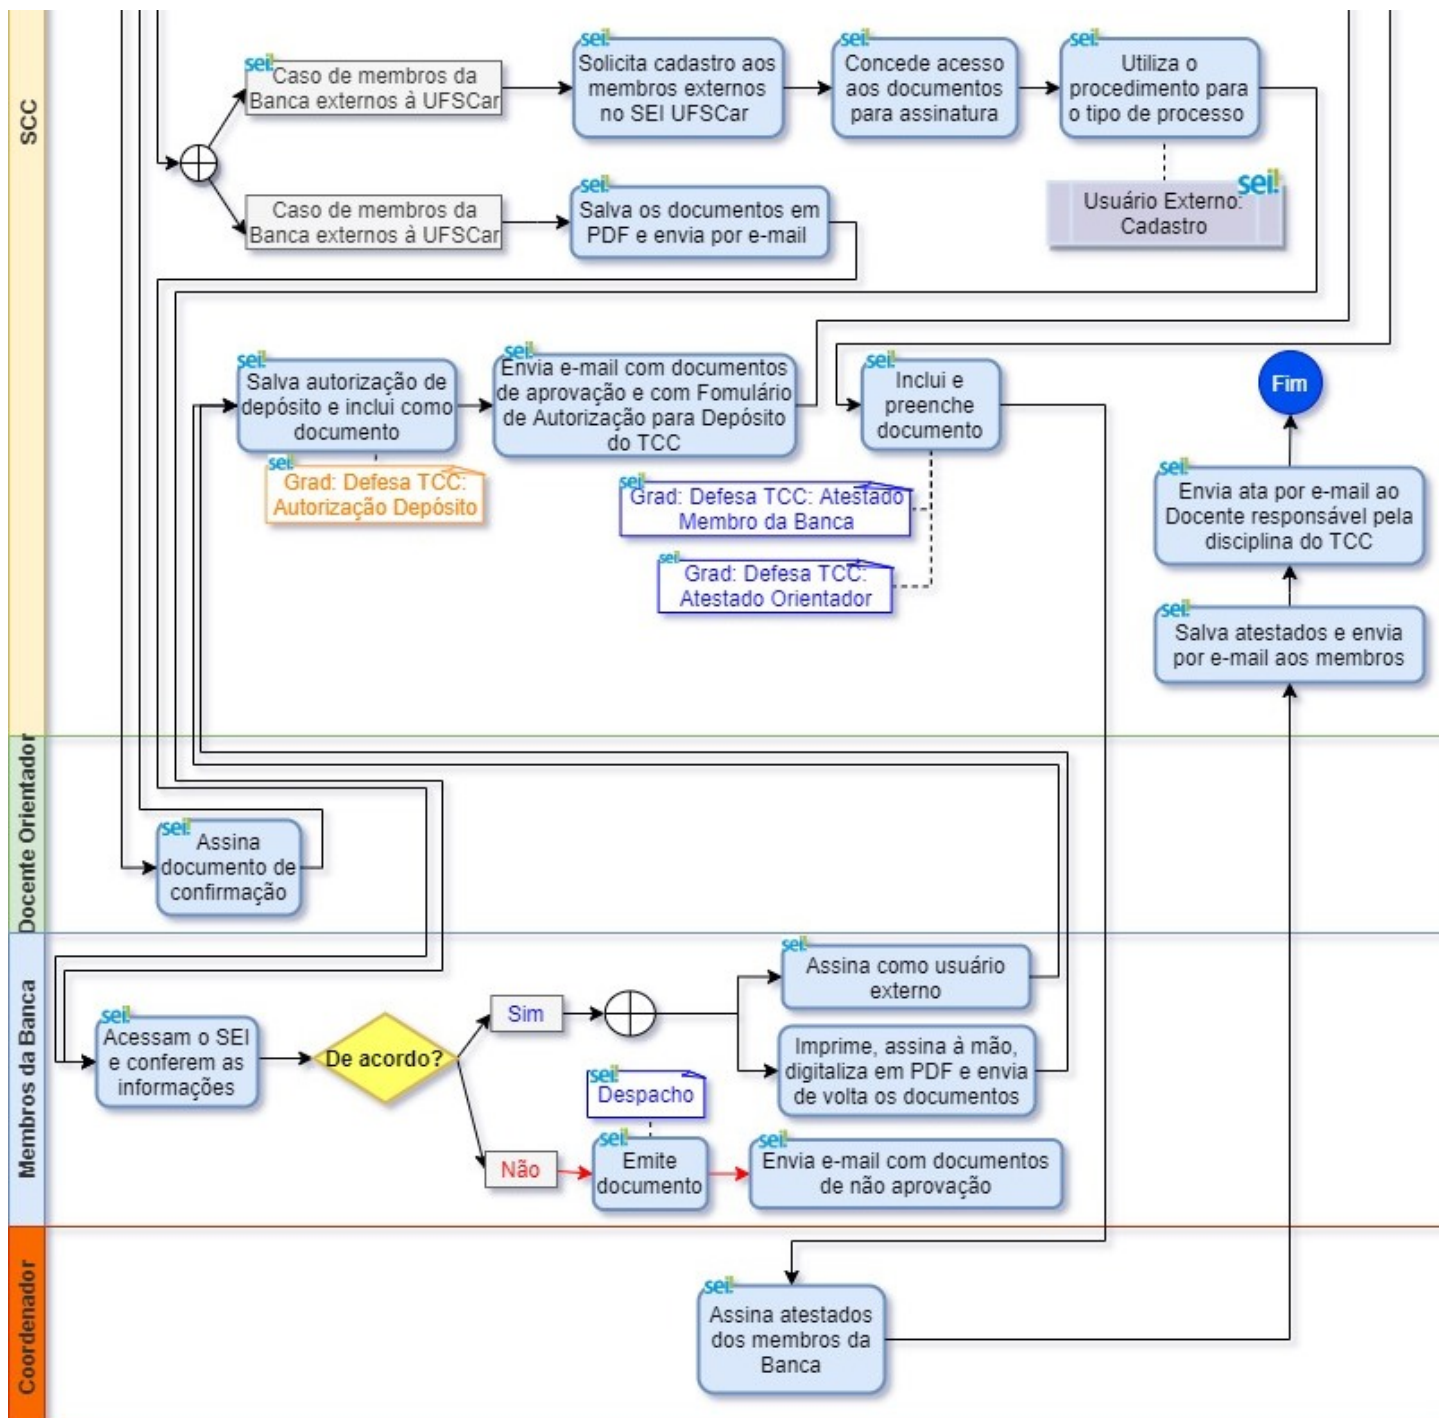 SCC
sei!
Caso de membros da
Banca externos à UFSCar
sei!
Solicita cadastro aos
membros externos
no SEI UFSCar
sei!
Concede acesso
aos documentos
para assinatura
sei!
Utiliza o
procedimento para
o tipo de processo
sei!
Usuário Externo:
Cadastro
Caso de membros da
Banca externos à UFSCar
sei!
Salva os documentos em
PDF e envia por e-mail
sei!
Salva autorização de
depósito e inclui como
documento
sei!
Grad: Defesa TCC:
Autorização Depósito
sei!
Envia e-mail com documentos
de aprovação e com Fomulário
de Autorização para Depósito
do TCC
sei!
Inclui e
preenche
documento
sei!
Grad: Defesa TCC: Atestado
Membro da Banca
sei!
Grad: Defesa TCC:
Atestado Orientador
Fim
sei!
Envia ata por e-mail ao
Docente responsável pela
disciplina do TCC
sei!
Salva atestados e envia
por e-mail aos membros
Docente Orientador
sei!
Assina
documento de
confirmação
Membros da Banca
sei!
Acessam o SEI
e conferem as
informações
De acordo?
Sim
sei!
Assina como usuário
externo
Imprime, assina à mão,
digitaliza em PDF e envia
de volta os documentos
Não
sei!
Despacho
sei!
Emite
documento
sei!
Envia e-mail com documentos
de não aprovação
Coordenador
sei!
Assina atestados
dos membros da
Banca